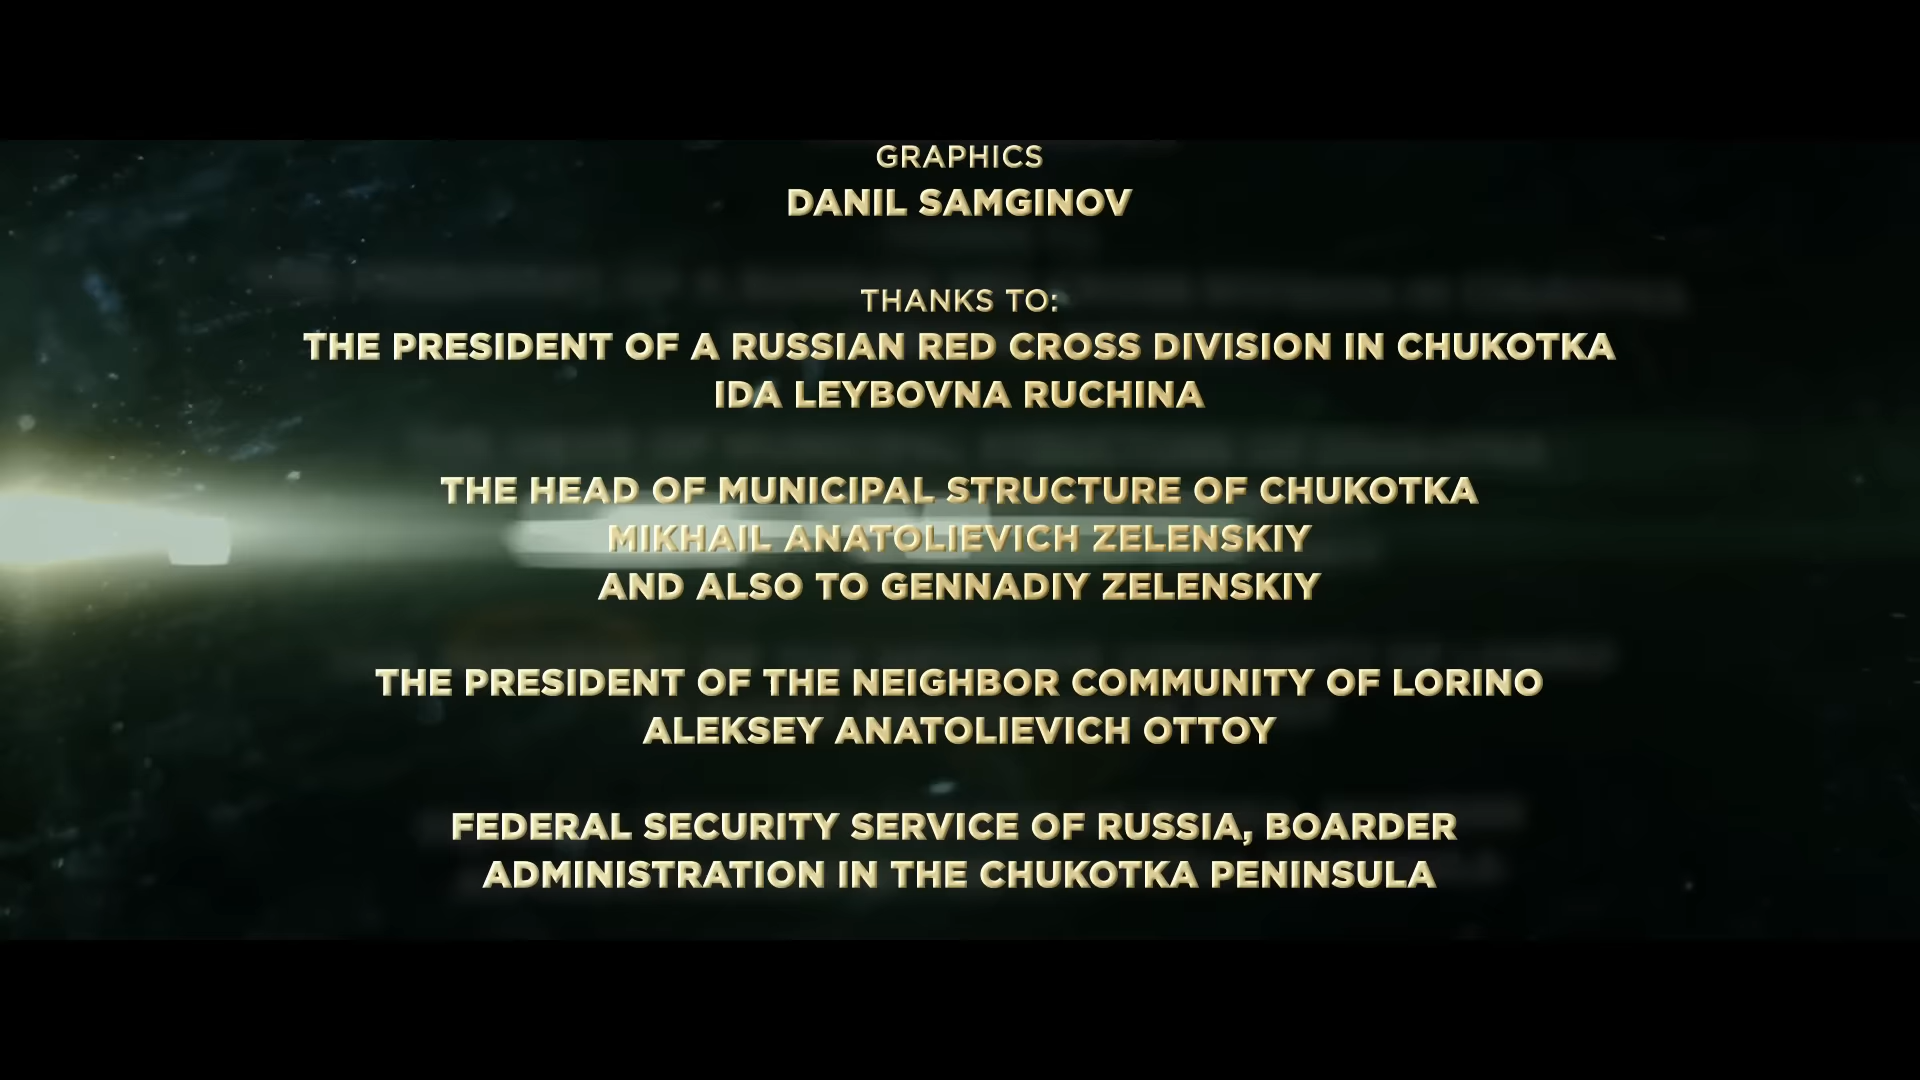 GRAPHICS
DANIL SAMGINOV
THANKS TO:
THE PRESIDENT OF A RUSSIAN RED CROSS DIVISION IN CHUKOTKA
IDA LEYBOVNA RUCHINA
THE HEAD OF MUNICIPAL STRUCTURE OF CHUKOTKA
MIKHAIL ANATOLIEVICH ZELENSKIY
AND ALSO TO GENNADIY ZELENSKIY
THE PRESIDENT OF THE NEIGHBOR COMMUNITY OF LORINO
ALEKSEY ANATOLIEVICH OTTOY
FEDERAL SECURITY SERVICE OF RUSSIA, BOARDER
ADMINISTRATION IN THE CHUKOTKA PENINSULA